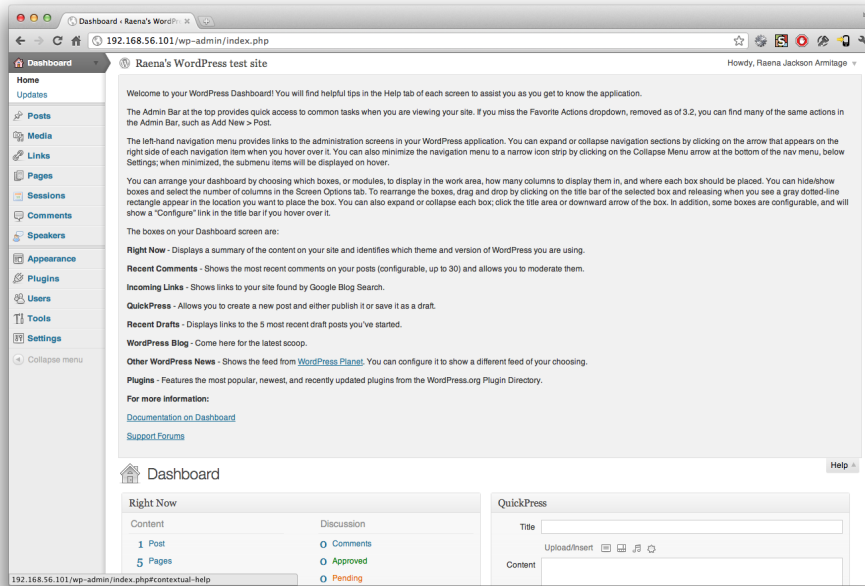 Dashboard ‹ Raena's WordPre
192.168.56.101/wp-admin/index.php
Dashboard
Raena's WordPress test site
Howdy, Raena Jackson Armitage
Home
Updates
Posts
Media
Links
Pages
Sessions
Comments
Speakers
Appearance
Plugins
Users
Tools
Settings
Collapse menu
Welcome to your WordPress Dashboard! You will find helpful tips in the Help tab of each screen to assist you as you get to know the application.
The Admin Bar at the top provides quick access to common tasks when you are viewing your site. If you miss the Favorite Actions dropdown, removed as of 3.2, you can find many of the same actions in
the Admin Bar, such as Add New > Post.
The left-hand navigation menu provides links to the administration screens in your WordPress application. You can expand or collapse navigation sections by clicking on the arrow that appears on the
right side of each navigation item when you hover over it. You can also minimize the navigation menu to a narrow icon strip by clicking on the Collapse Menu arrow at the bottom of the nav menu, below
Settings; when minimized, the submenu items will be displayed on hover.
You can arrange your dashboard by choosing which boxes, or modules, to display in the work area, how many columns to display them in, and where each box should be placed. You can hide/show
boxes and select the number of columns in the Screen Options tab. To rearrange the boxes, drag and drop by clicking on the title bar of the selected box and releasing when you see a gray dotted-line
rectangle appear in the location you want to place the box. You can also expand or collapse each box; click the title area or downward arrow of the box. In addition, some boxes are configurable, and will
show a “Configure” link in the title bar if you hover over it.
The boxes on your Dashboard screen are:
Right Now - Displays a summary of the content on your site and identifies which theme and version of WordPress you are using.
Recent Comments - Shows the most recent comments on your posts (configurable, up to 30) and allows you to moderate them.
Incoming Links - Shows links to your site found by Google Blog Search.
QuickPress - Allows you to create a new post and either publish it or save it as a draft.
Recent Drafts - Displays links to the 5 most recent draft posts you've started.
WordPress Blog - Come here for the latest scoop.
Other WordPress News - Shows the feed from WordPress Planet. You can configure it to show a different feed of your choosing.
Plugins - Features the most popular, newest, and recently updated plugins from the WordPress.org Plugin Directory.
For more information:
Documentation on Dashboard
Support Forums
Help
Dashboard
Right Now
Content
Discussion
1 Post
0 Comments
5 Pages
0 Approved
0 Pending
QuickPress
Title
Upload/Insert
Content
192.168.56.101/wp-admin/index.php#contextual-help